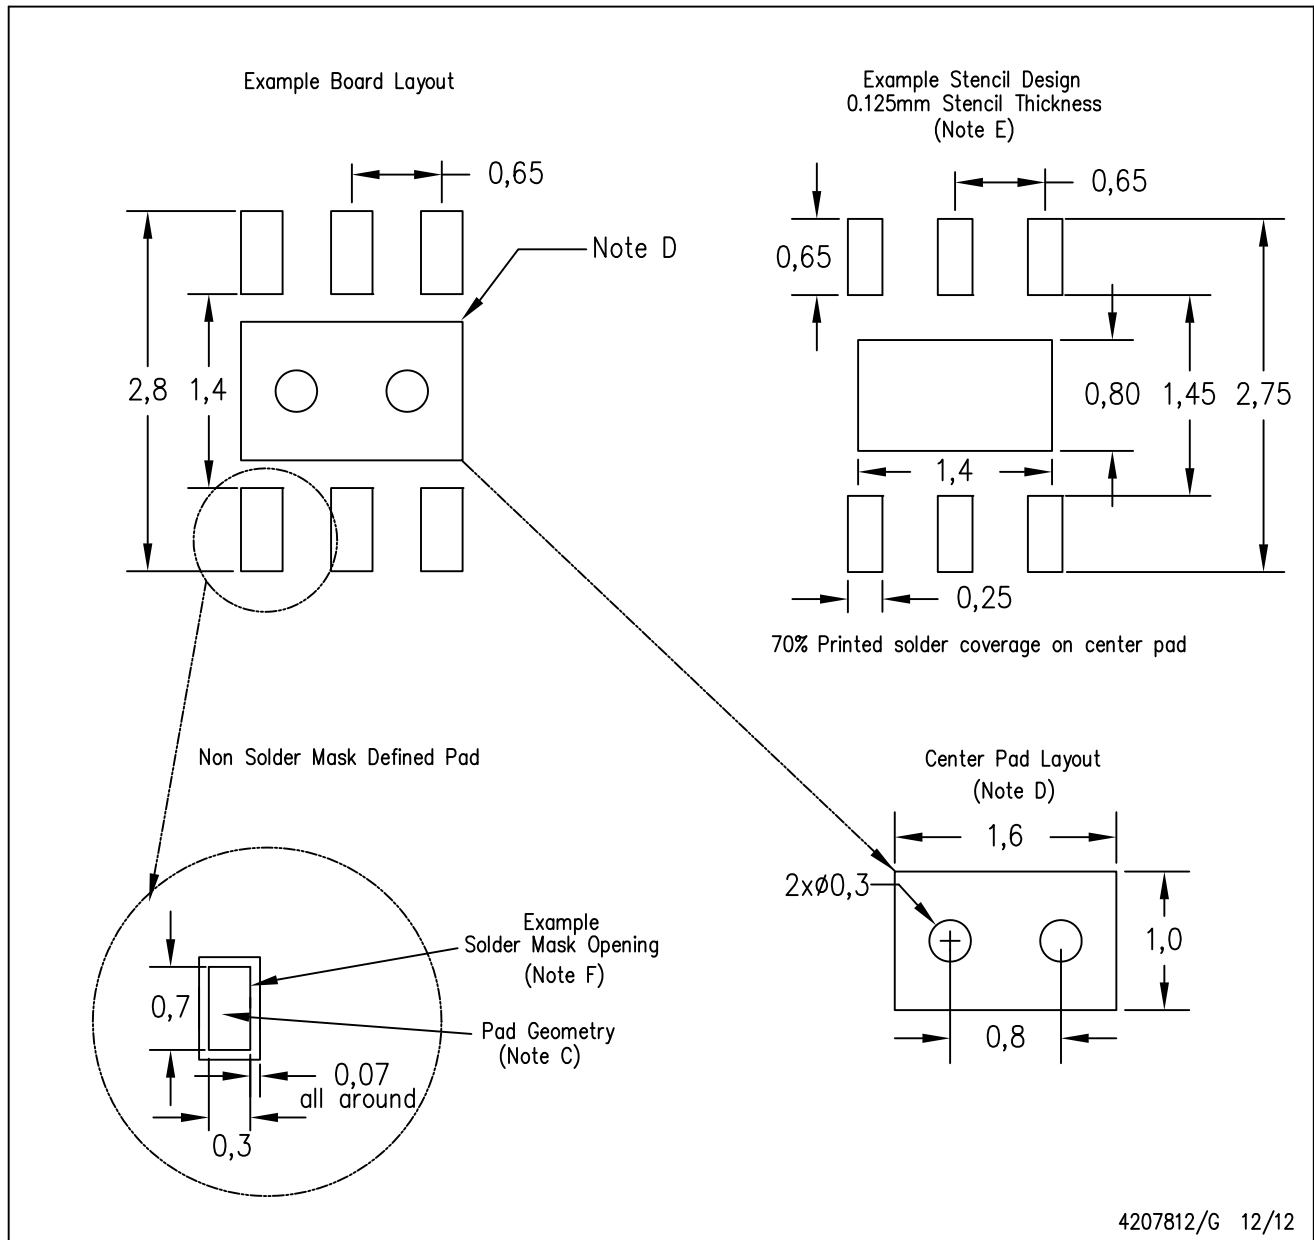 Example Board Layout
0,65
Note D
2,8
1,4
Example Stencil Design
0.125mm Stencil Thickness
(Note E)
0,65
0,65
0,80
1,45
2,75
1,4
0,25
70% Printed solder coverage on center pad
Non Solder Mask Defined Pad
Example
Solder Mask Opening
(Note F)
0,7
Pad Geometry
(Note C)
0,07
all around
0,3
Center Pad Layout
(Note D)
1,6
2xø0,3
1,0
0,8
4207812/G 12/12